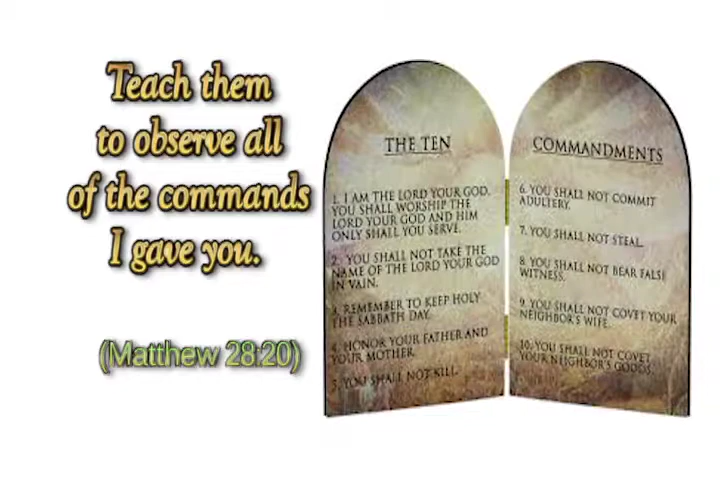 Teach them
to observe all
of the commands
I gave you.
(Matthew 28:20)
THE TEN
1. I AM THE LORD YOUR GOD.
YOU SHALL WORSHIP THE
LORD YOUR GOD AND HIM
ONLY SHALL YOU SERVE.
2. YOU SHALL NOT TAKE THE
NAME OF THE LORD YOUR GOD
IN VAIN.
3. REMEMBER TO KEEP HOLY
THE SABBATH DAY.
4. HONOR YOUR FATHER AND
YOUR MOTHER.
5. YOU SHALL NOT KILL.
COMMANDMENTS
6. YOU SHALL NOT COMMIT
ADULTERY.
7. YOU SHALL NOT STEAL.
8. YOU SHALL NOT BEAR FALSE
WITNESS.
9. YOU SHALL NOT COVET YOUR
NEIGHBOR'S WIFE.
10. YOU SHALL NOT COVET
YOUR NEIGHBOR'S GOODS.